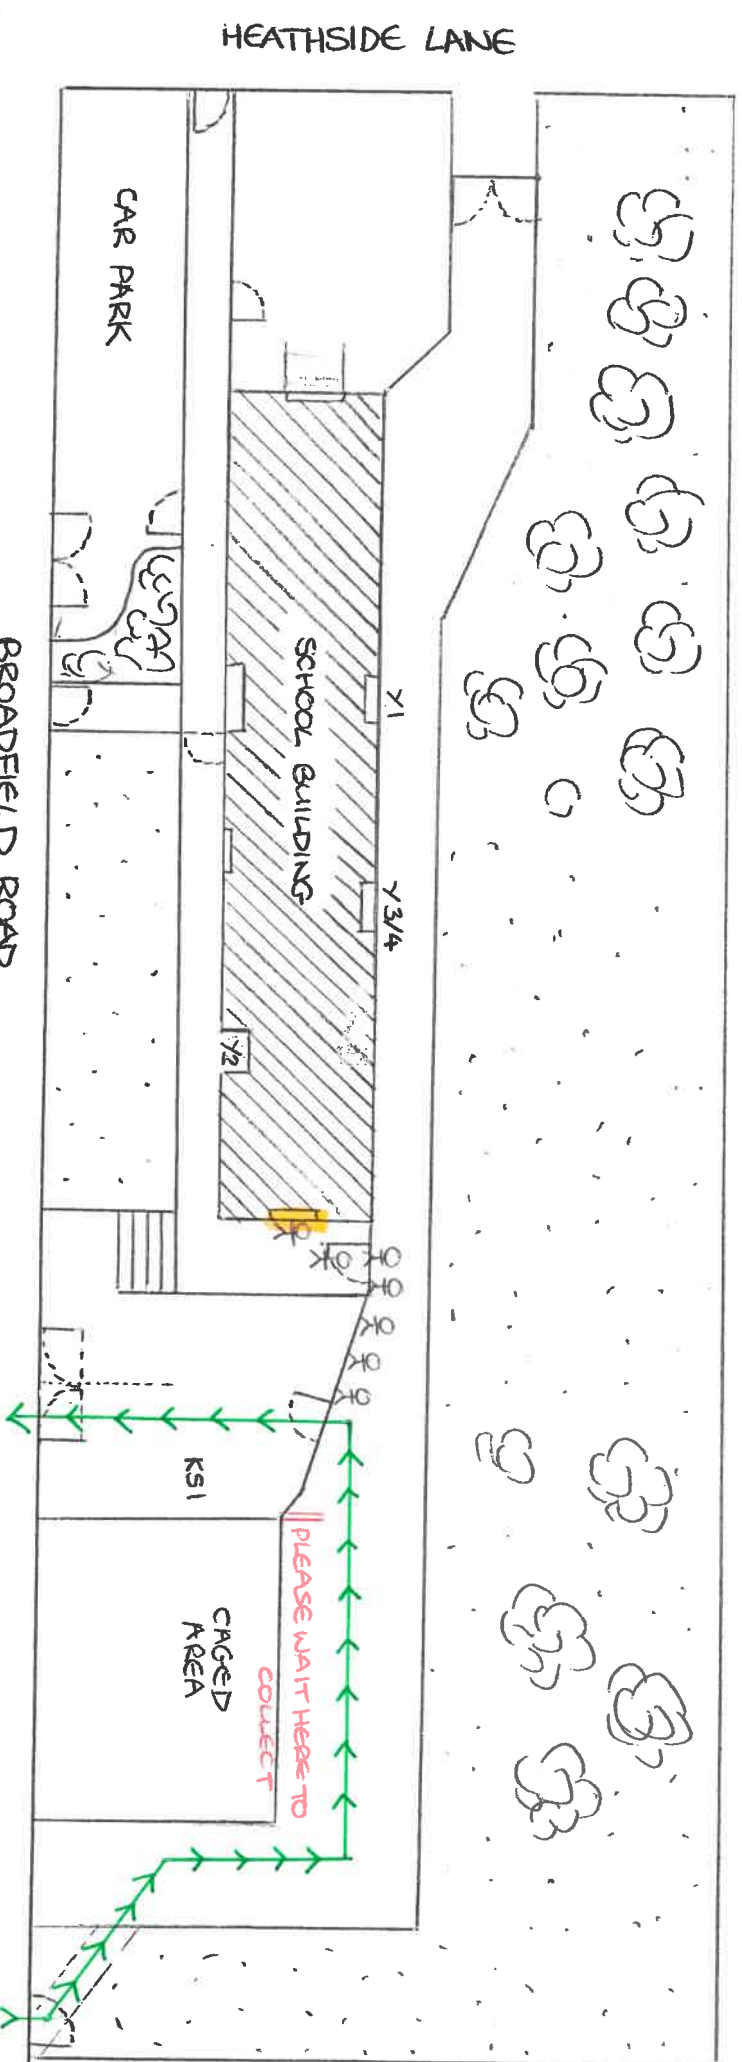 HEATHSIDE LANE
CAR PARK
SCHOOL BUILDING
Y1
Y3/4
Y2
BROADFIELD ROAD
KS1
PLEASE WAIT HERE TO
COLLECT
CAGED
AREA